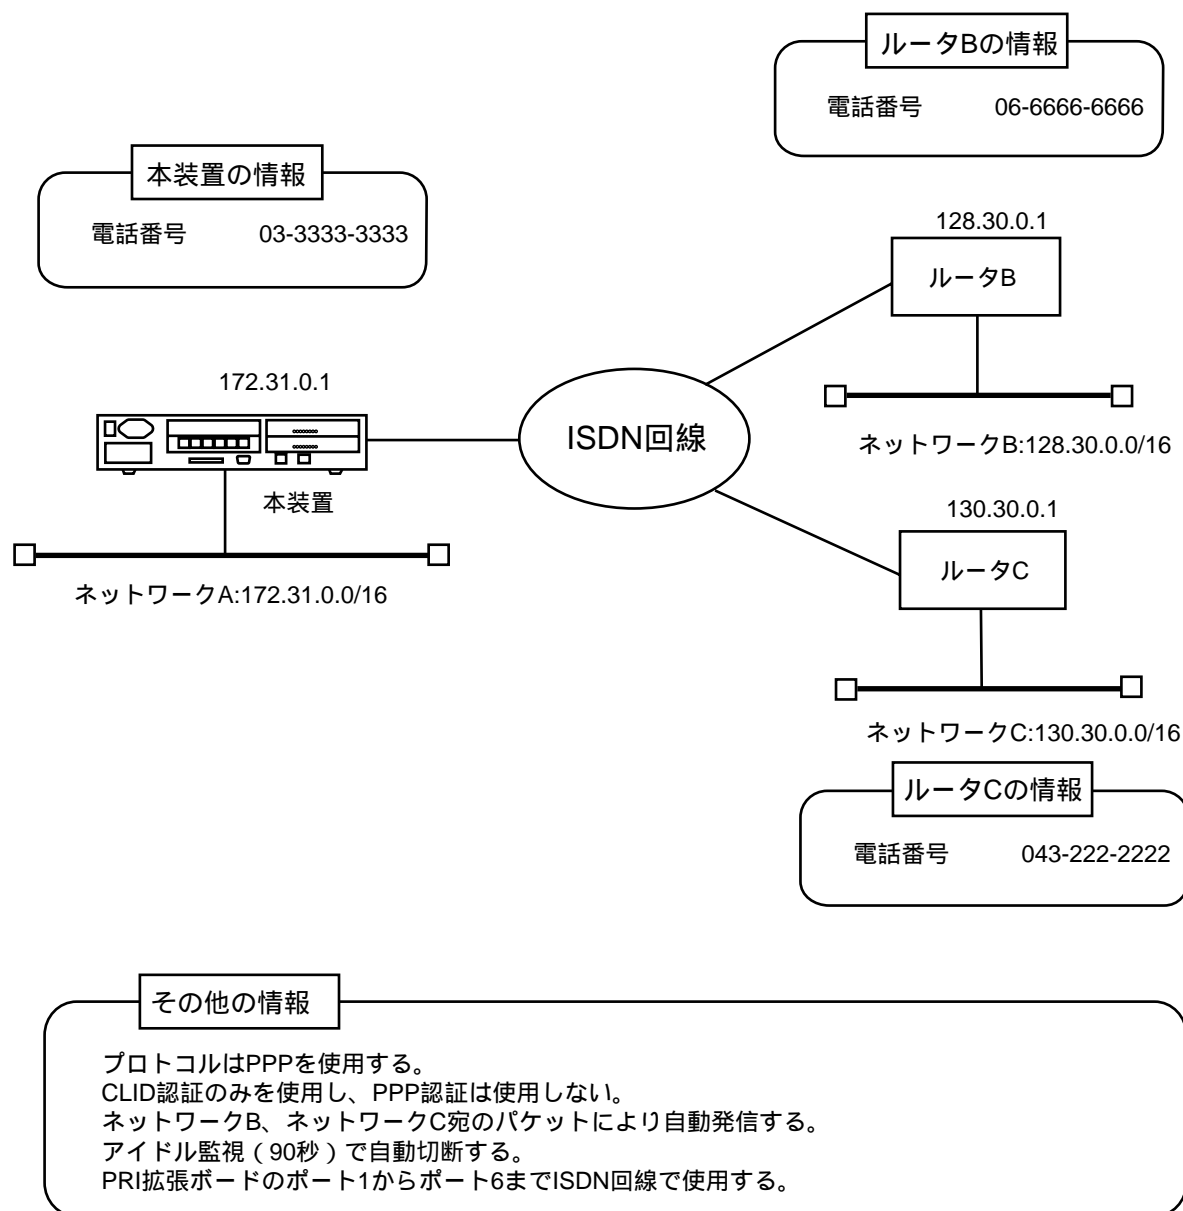 ルータBの情報
電話番号 06-6666-6666
本装置の情報
電話番号 03-3333-3333
128.30.0.1
ルータB
172.31.0.1
ISDN回線
ネットワークB:128.30.0.0/16
本装置
130.30.0.1
ルータC
ネットワークA:172.31.0.0/16
ネットワークC:130.30.0.0/16
ルータCの情報
電話番号 043-222-2222
その他の情報
プロトコルはPPPを使用する。
CLID認証のみを使用し、PPP認証は使用しない。
ネットワークB、ネットワークC宛のパケットにより自動発信する。
アイドル監視(90秒)で自動切断する。
PRI拡張ボードのポート1からポート6までISDN回線で使用する。